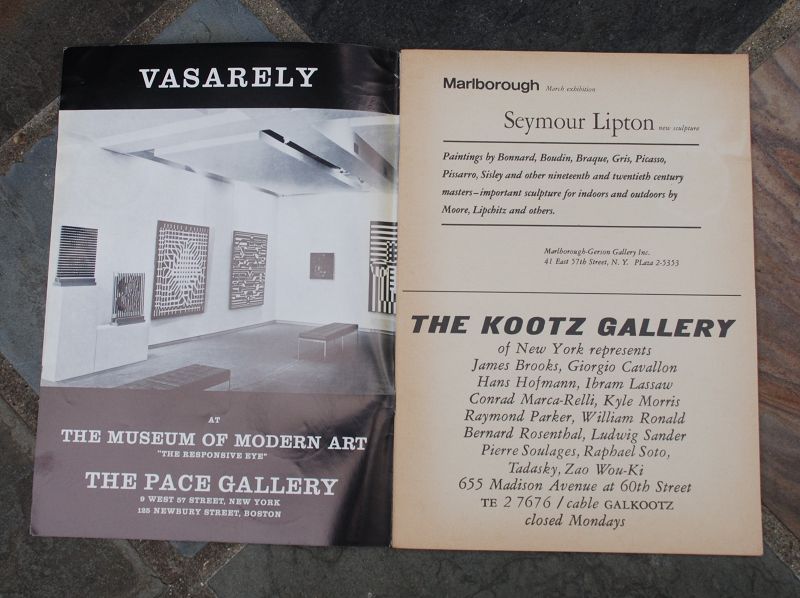 VASARELY
AT
THE MUSEUM OF MODERN ART
"THE RESPONSIVE EYE"
THE PACE GALLERY
9 WEST 57 STREET, NEW YORK
125 NEWBURY STREET, BOSTON
Marlborough March exhibition
Seymour Lipton new sculpture
Paintings by Bonnard, Boudin, Braque, Gris, Picasso,
Pissarro, Sisley and other nineteenth and twentieth century
masters–important sculpture for indoors and outdoors by
Moore, Lipchitz and others.
Marlborough-Gerson Gallery Inc.
41 East 57th Street, N. Y. PLaza 2-5353
THE KOOTZ GALLERY
of New York represents
James Brooks, Giorgio Cavallon
Hans Hofmann, Ibram Lassaw
Conrad Marca-Relli, Kyle Morris
Raymond Parker, William Ronald
Bernard Rosenthal, Ludwig Sander
Pierre Soulages, Raphael Soto,
Tadasky, Zao Wou-Ki
655 Madison Avenue at 60th Street
TE 2 7676 / cable GALKOOTZ
closed Mondays